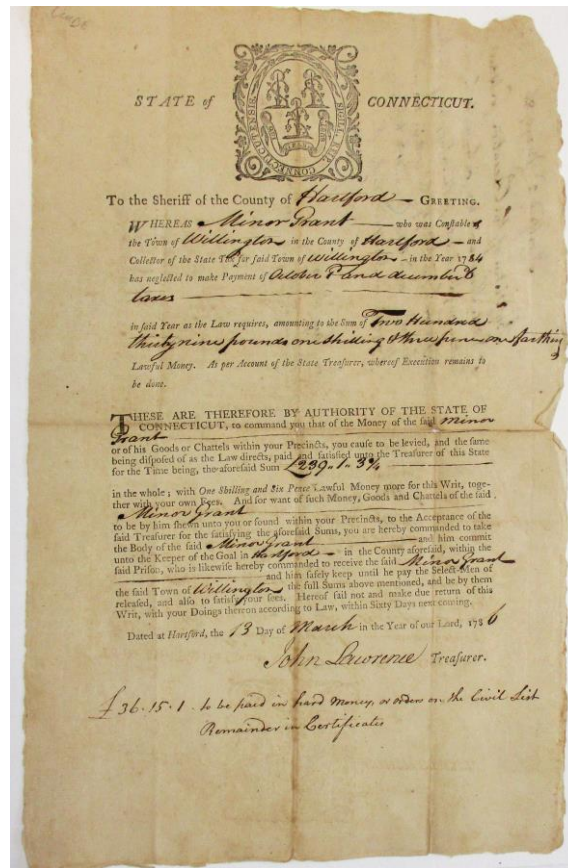 STATE of CONNECTICUT.
To the Sheriff of the County of Hartford — GREETING.
WHEREAS Minor Grant — who was Constable &
the Town of Willington in the County of Hartford — and
Collector of the State Tax for said Town of Willington — in the Year 1784
has neglected to make Payment of October & and december
taxes
in said Year as the Law requires, amounting to the Sum of Two Hundred
thirty nine pounds one shilling & three pence one farthing
Lawful Money. As per Account of the State Treasurer, whereof Execution remains to
be done.
THESE ARE THEREFORE BY AUTHORITY OF THE STATE OF
CONNECTICUT, to command you that of the Money of the said minor
Grant
or of his Goods or Chattels within your Precincts, you cause to be levied, and the same
being disposed of as the Law directs, paid and satisfied unto the Treasurer of this State
for the Time being, the aforesaid Sum £239-1-3¼
in the whole; with One Shilling and Six Pence Lawful Money more for this Writ, toge-
ther with your own Fees. And for want of such Money, Goods and Chattels of the said
Minor Grant
to be by him shewn unto you or found within your Precincts, to the Acceptance of the
said Treasurer for the satisfying the aforesaid Sums, you are hereby commanded to take
the Body of the said Minor Grant — and him commit
unto the Keeper of the Goal in Hartford — in the County aforesaid, within the
said Prison, who is likewise hereby commanded to receive the said Minor Grant
— and him safely keep until he pay the Select-Men of
the said Town of Willington the full Sums above mentioned, and be by them
released, and also to satisfy your fees. Hereof fail not and make due return of this
Writ, with your Doings thereon according to Law, within Sixty Days next coming.
Dated at Hartford, the 13 Day of March in the Year of our Lord, 1786
John Lawrence Treasurer.
£36.15.1. to be paid in hard Money, or orders on the Civil List
Remainder in Certificates